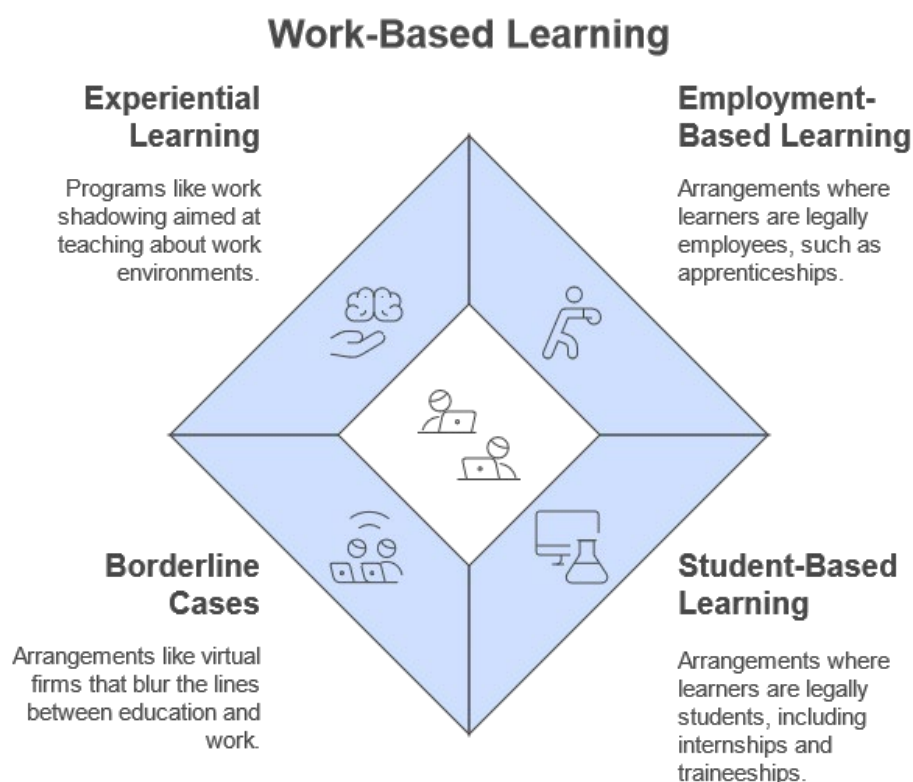 Work-Based Learning
Experiential
Learning
Programs like work
shadowing aimed at
teaching about work
environments.
Employment-
Based Learning
Arrangements where
learners are legally
employees, such as
apprenticeships.
Borderline
Cases
Arrangements like virtual
firms that blur the lines
between education and
work.
Student-Based
Learning
Arrangements where
learners are legally
students, including
internships and
traineeships.